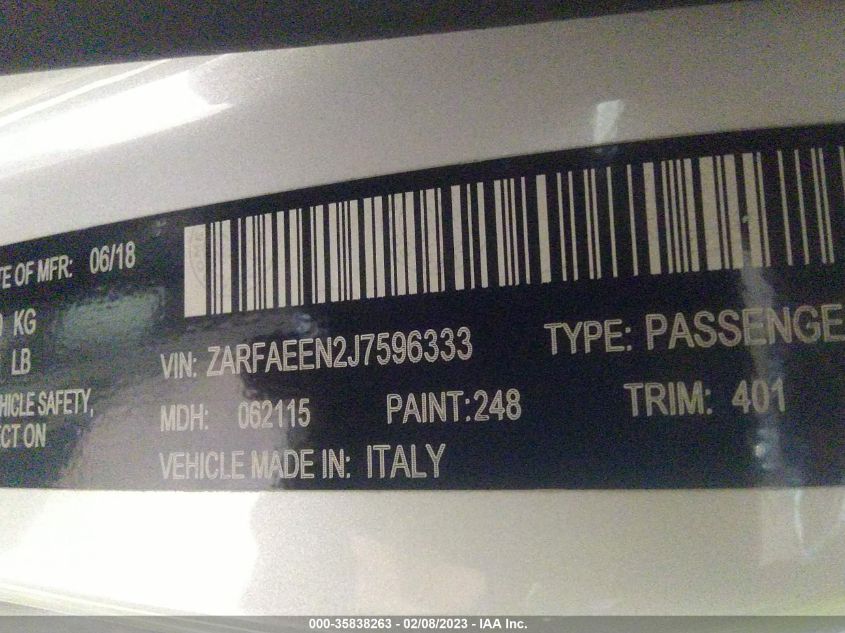 TE OF MFR: 06/18
KG
LB
HICLE SAFETY,
ECT ON
VIN: ZARFAEEN2J7596333
TYPE: PASSENGE
MDH: 062115
PAINT:248
TRIM: 401
VEHICLE MADE IN: ITALY
000-35838263 - 02/08/2023 - IAA Inc.